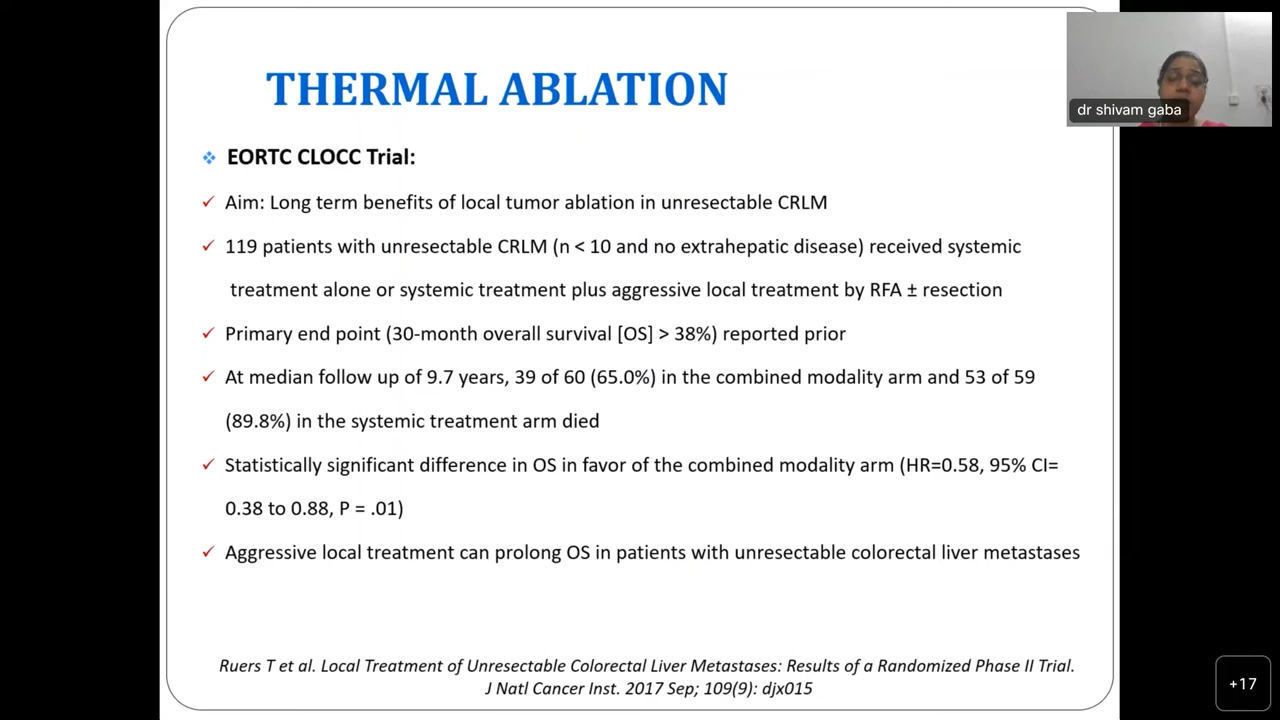 THERMAL ABLATION
dr shivam gaba
❖ EORTC CLOCC Trial:
✓ Aim: Long term benefits of local tumor ablation in unresectable CRLM
✓ 119 patients with unresectable CRLM (n < 10 and no extrahepatic disease) received systemic
treatment alone or systemic treatment plus aggressive local treatment by RFA ± resection
✓ Primary end point (30-month overall survival [OS] > 38%) reported prior
✓ At median follow up of 9.7 years, 39 of 60 (65.0%) in the combined modality arm and 53 of 59
(89.8%) in the systemic treatment arm died
✓ Statistically significant difference in OS in favor of the combined modality arm (HR=0.58, 95% CI=
0.38 to 0.88, P = .01)
✓ Aggressive local treatment can prolong OS in patients with unresectable colorectal liver metastases
Ruers T et al. Local Treatment of Unresectable Colorectal Liver Metastases: Results of a Randomized Phase II Trial.
J Natl Cancer Inst. 2017 Sep; 109(9): djx015
+17